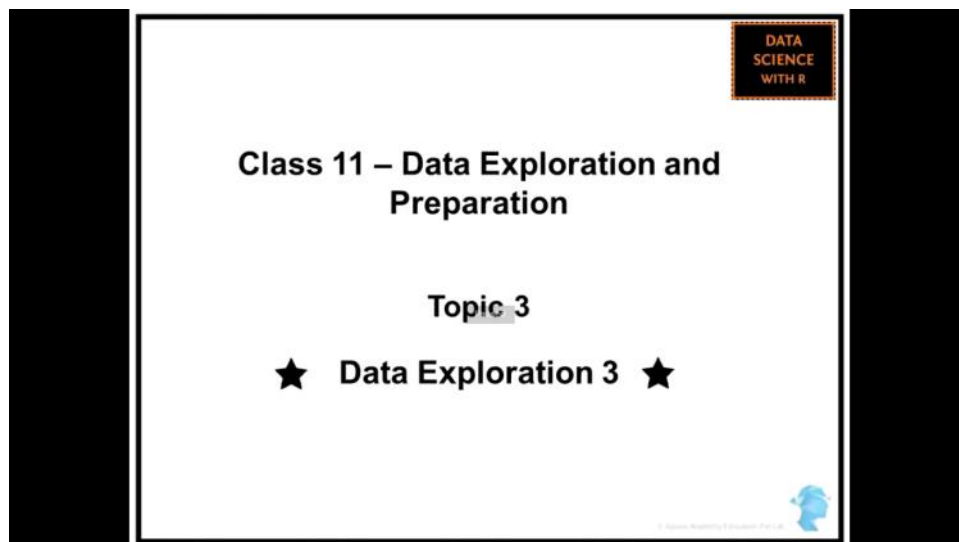 DATA
SCIENCE
WITH R
Class 11 – Data Exploration and
Preparation
Topic 3
Data Exploration 3